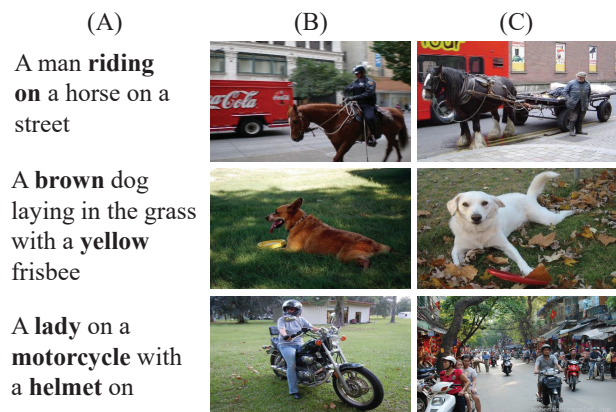 (A) (B) (C)
A man riding
on a horse on a
street
Coca-Cola
TOUR
A brown dog
laying in the grass
with a yellow
frisbee
A lady on a
motorcycle with
a helmet on